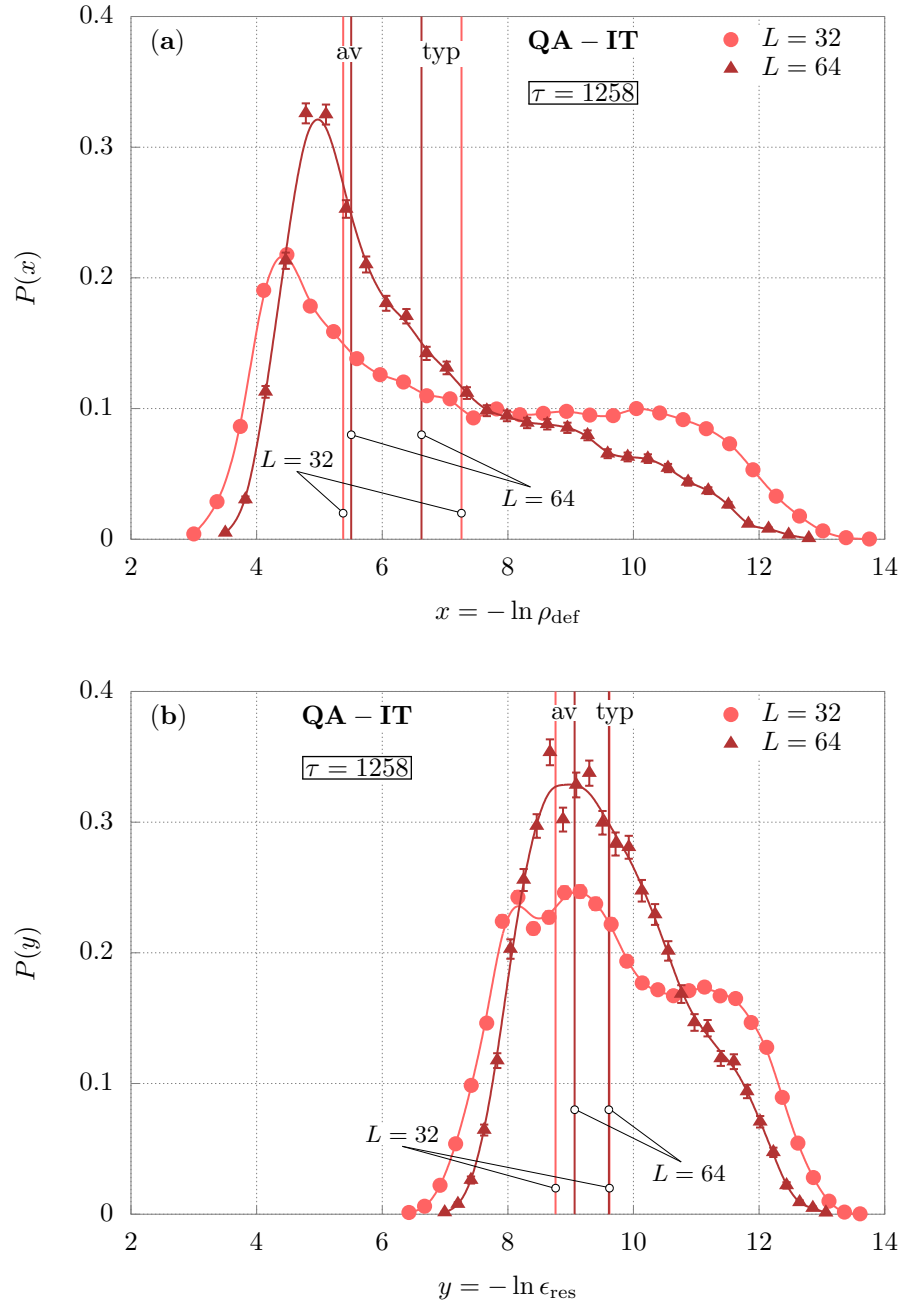 0.4
(a)
QA – IT
L = 32
av
typ
L = 64
τ = 1258
0.3
P(x)
0.2
0.1
L = 32
L = 64
0
2
4
6
8
10
12
14
x = − ln ρdef
0.4
(b)
QA – IT
av
typ
L = 32
L = 64
τ = 1258
0.3
P(y)
0.2
0.1
L = 32
L = 64
0
2
4
6
8
10
12
14
y = − ln ϵres